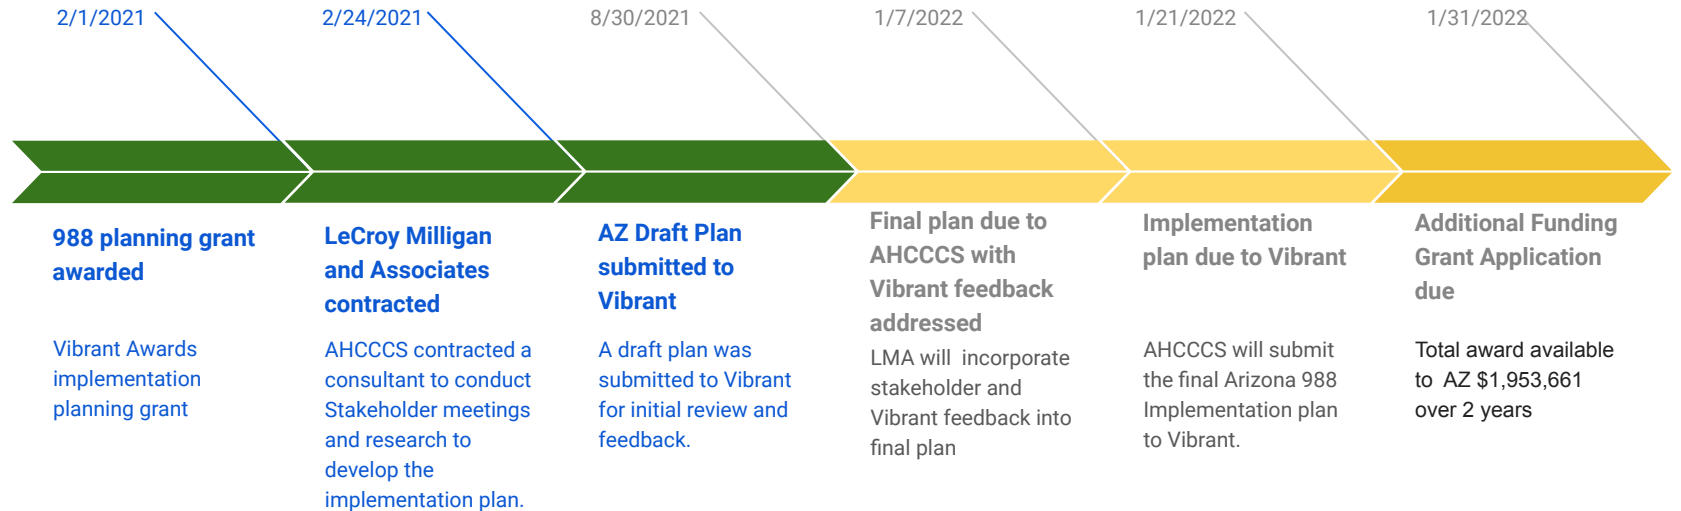 2/1/2021
2/24/2021
8/30/2021
1/7/2022
1/21/2022
1/31/2022
988 planning grant
awarded
Vibrant Awards
implementation
planning grant
LeCroy Milligan
and Associates
contracted
AHCCCS contracted a
consultant to conduct
Stakeholder meetings
and research to
develop the
implementation plan.
AZ Draft Plan
submitted to
Vibrant
A draft plan was
submitted to Vibrant
for initial review and
feedback.
Final plan due to
AHCCCS with
Vibrant feedback
addressed
LMA will incorporate
stakeholder and
Vibrant feedback into
final plan
Implementation
plan due to Vibrant
AHCCCS will submit
the final Arizona 988
Implementation plan
to Vibrant.
Additional Funding
Grant Application
due
Total award available
to AZ $1,953,661
over 2 years